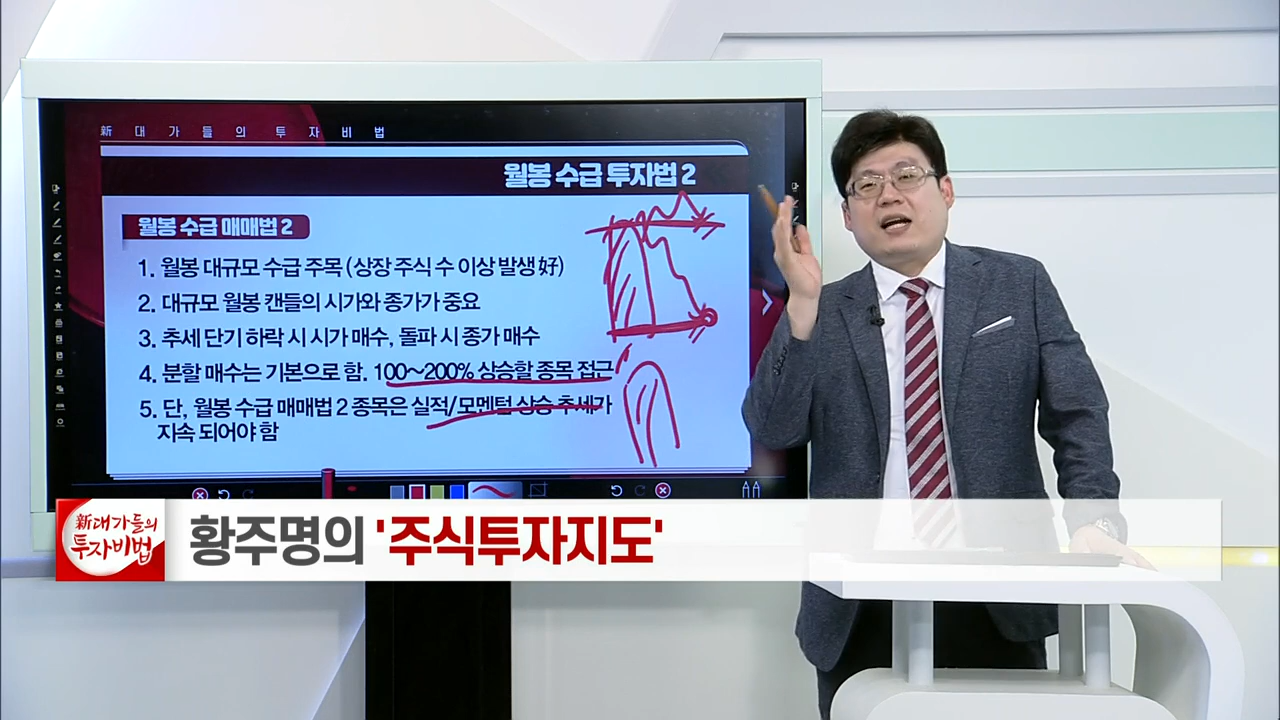 新 대 가 들 의 투 자 비 법
월봉 수급 투자법 2
월봉 수급 매매법 2
1. 월봉 대규모 수급 주목 (상장 주식 수 이상 발생 好)
2. 대규모 월봉 캔들의 시가와 종가가 중요
3. 추세 단기 하락 시 시가 매수, 돌파 시 종가 매수
4. 분할 매수는 기본으로 함. 100~200% 상승할 종목 접근
5. 단, 월봉 수급 매매법 2 종목은 실적/모멘텀 상승 추세가
지속 되어야 함
新대가들의
투자비법
황주명의 '주식투자지도'